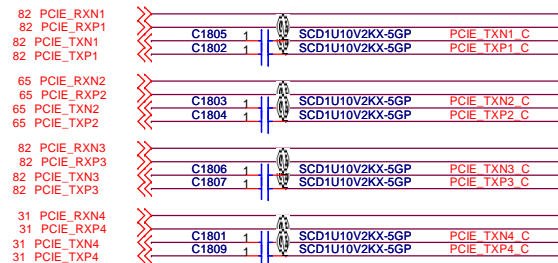 82 PCIE_RXN1
82 PCIE_RXP1
82 PCIE_TXN1 C1805 1 SCD1U10V2KX-5GP PCIE_TXN1_C
82 PCIE_TXP1 C1802 1 SCD1U10V2KX-5GP PCIE_TXP1_C
65 PCIE_RXN2
65 PCIE_RXP2
65 PCIE_TXN2 C1803 1 SCD1U10V2KX-5GP PCIE_TXN2_C
65 PCIE_TXP2 C1804 1 SCD1U10V2KX-5GP PCIE_TXP2_C
82 PCIE_RXN3
82 PCIE_RXP3
82 PCIE_TXN3 C1806 1 SCD1U10V2KX-5GP PCIE_TXN3_C
82 PCIE_TXP3 C1807 1 SCD1U10V2KX-5GP PCIE_TXP3_C
31 PCIE_RXN4
31 PCIE_RXP4
31 PCIE_TXN4 C1801 1 SCD1U10V2KX-5GP PCIE_TXN4_C
31 PCIE_TXP4 C1809 1 SCD1U10V2KX-5GP PCIE_TXP4_C